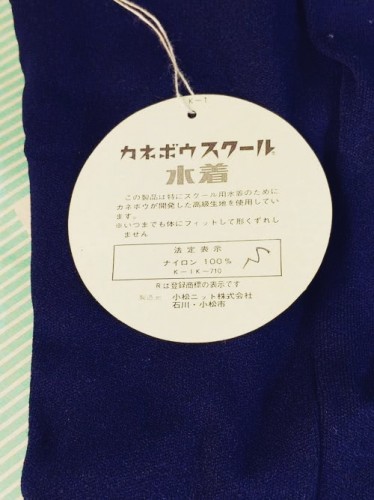 K-1
カネボウスクール®
水着
この製品は特にスクール用水着のために
カネボウが開発した高級生地を使用してい
ます。
※いつまでも体にフィットして形くずれし
ません
法定表示
ナイロン 100%
K-IK-710
Rは登録商標の表示です
製造元 小松ニット株式会社
石川・小松市